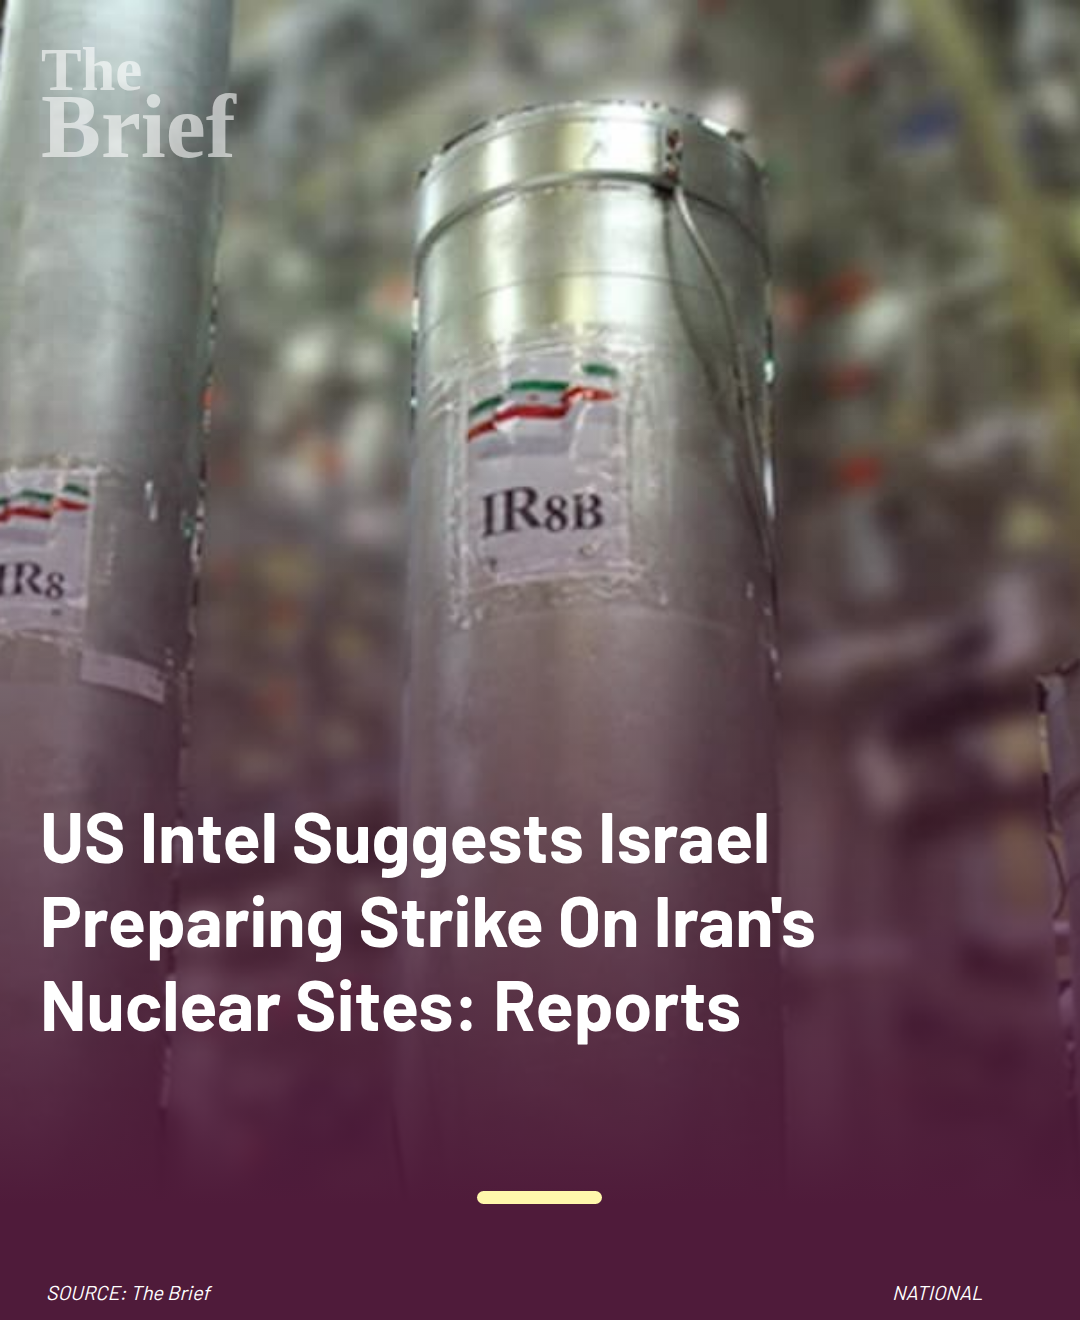 The
Brief
IR8B
IR8
US Intel Suggests Israel
Preparing Strike On Iran's
Nuclear Sites: Reports
SOURCE: The Brief
NATIONAL